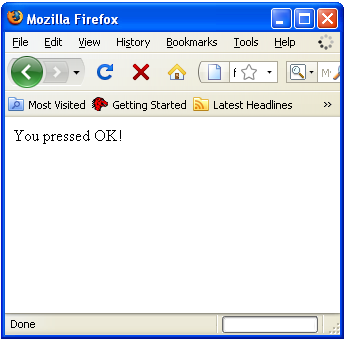 Mozilla Firefox
File Edit View History Bookmarks Tools Help
f
Most Visited Getting Started Latest Headlines »
You pressed OK!
Done